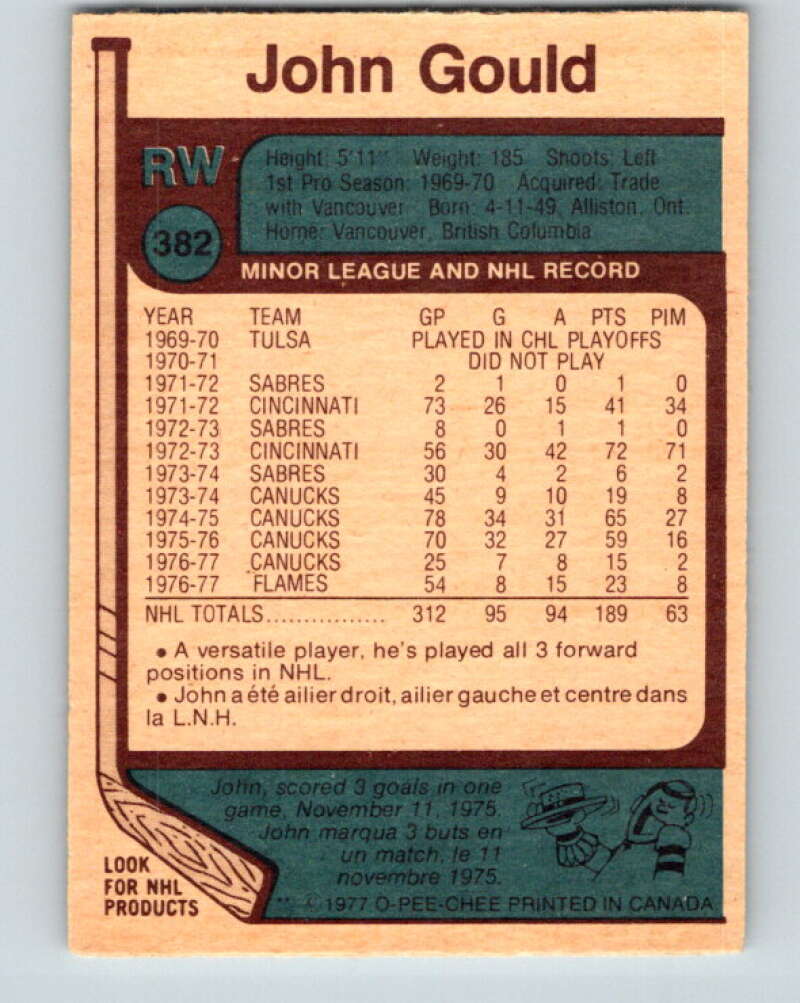 John Gould
RW
382
Height: 5'11" Weight: 185 Shoots: Left
1st Pro Season: 1969-70 Acquired: Trade
with Vancouver Born: 4-11-49, Alliston, Ont.
Home: Vancouver, British Columbia
MINOR LEAGUE AND NHL RECORD
YEAR TEAM GP G A PTS PIM
1969-70 TULSA PLAYED IN CHL PLAYOFFS
1970-71 DID NOT PLAY
1971-72 SABRES 2 1 0 1 0
1971-72 CINCINNATI 73 26 15 41 34
1972-73 SABRES 8 0 1 1 0
1972-73 CINCINNATI 56 30 42 72 71
1973-74 SABRES 30 4 2 6 2
1973-74 CANUCKS 45 9 10 19 8
1974-75 CANUCKS 78 34 31 65 27
1975-76 CANUCKS 70 32 27 59 16
1976-77 CANUCKS 25 7 8 15 2
1976-77 FLAMES 54 8 15 23 8
NHL TOTALS................ 312 95 94 189 63
• A versatile player, he's played all 3 forward
positions in NHL.
• John a été ailier droit, ailier gauche et centre dans
la L.N.H.
John, scored 3 goals in one
game, November 11, 1975.
John marqua 3 buts en
un match, le 11
novembre 1975.
LOOK
FOR NHL
PRODUCTS
** © 1977 O-PEE-CHEE PRINTED IN CANADA